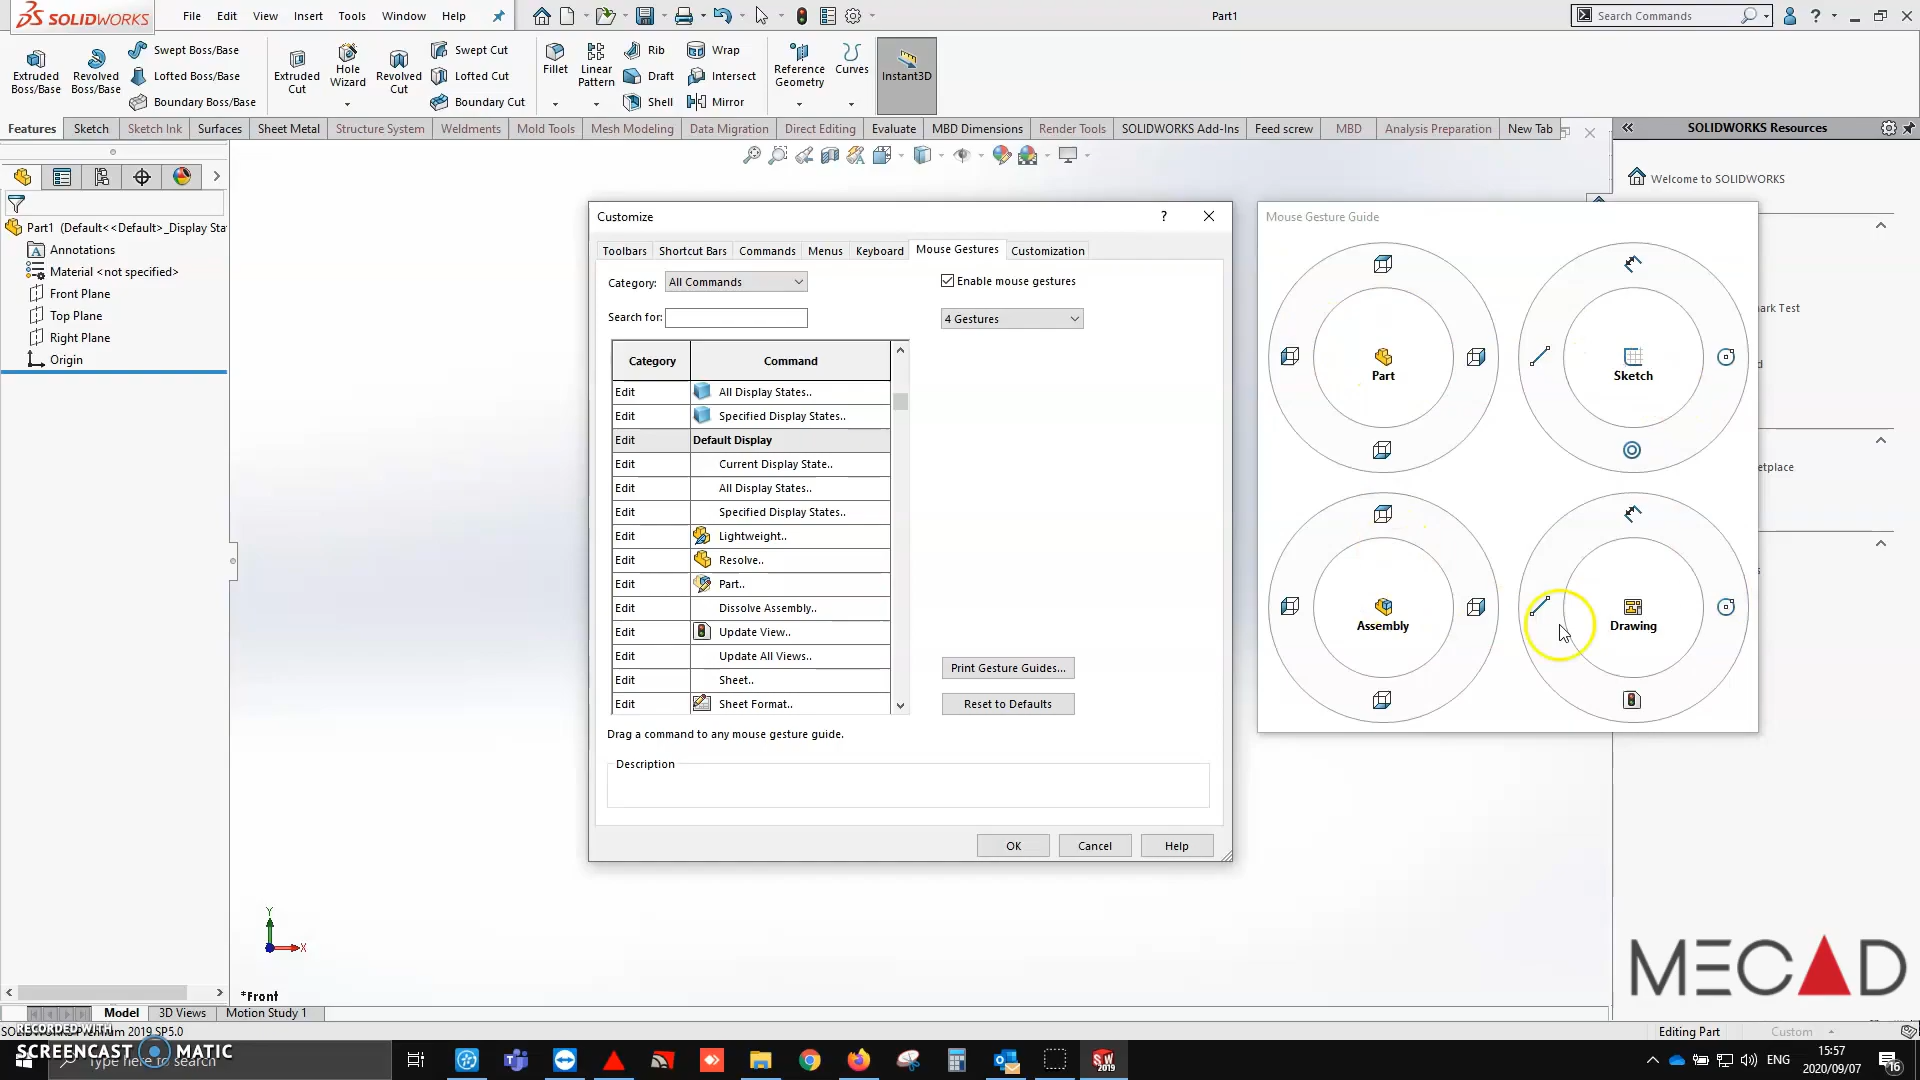 SOLIDWORKS
File
Edit
View
Insert
Tools
Window
Help
Part1
Search Commands
Extruded Boss/Base
Revolved Boss/Base
Swept Boss/Base
Lofted Boss/Base
Boundary Boss/Base
Extruded Cut
Hole Wizard
Revolved Cut
Swept Cut
Lofted Cut
Boundary Cut
Fillet
Linear Pattern
Rib
Draft
Shell
Wrap
Intersect
Mirror
Reference Geometry
Curves
Instant3D
Features
Sketch
Sketch Ink
Surfaces
Sheet Metal
Structure System
Weldments
Mold Tools
Mesh Modeling
Data Migration
Direct Editing
Evaluate
MBD Dimensions
Render Tools
SOLIDWORKS Add-Ins
Feed screw
MBD
Analysis Preparation
New Tab
SOLIDWORKS Resources
Welcome to SOLIDWORKS
ark Test
etplace
Part1 (Default<<Default>_Display Sta
Annotations
Material <not specified>
Front Plane
Top Plane
Right Plane
Origin
Customize
Toolbars
Shortcut Bars
Commands
Menus
Keyboard
Mouse Gestures
Customization
Category:
All Commands
Enable mouse gestures
Search for:
4 Gestures
Category
Command
Edit
All Display States..
Edit
Specified Display States..
Edit
Default Display
Edit
Current Display State..
Edit
All Display States..
Edit
Specified Display States..
Edit
Lightweight..
Edit
Resolve..
Edit
Part..
Edit
Dissolve Assembly..
Edit
Update View..
Edit
Update All Views..
Edit
Sheet..
Edit
Sheet Format..
Print Gesture Guides...
Reset to Defaults
Drag a command to any mouse gesture guide.
Description
OK
Cancel
Help
Mouse Gesture Guide
Part
Sketch
Assembly
Drawing
Y
X
*Front
MECAD
Model
3D Views
Motion Study 1
Premium 2019 SP5.0
Editing Part
Custom
RECORDED WITH
SCREENCAST MATIC
Type here to search
SW 2019
ENG
15:57
2020/09/07
16